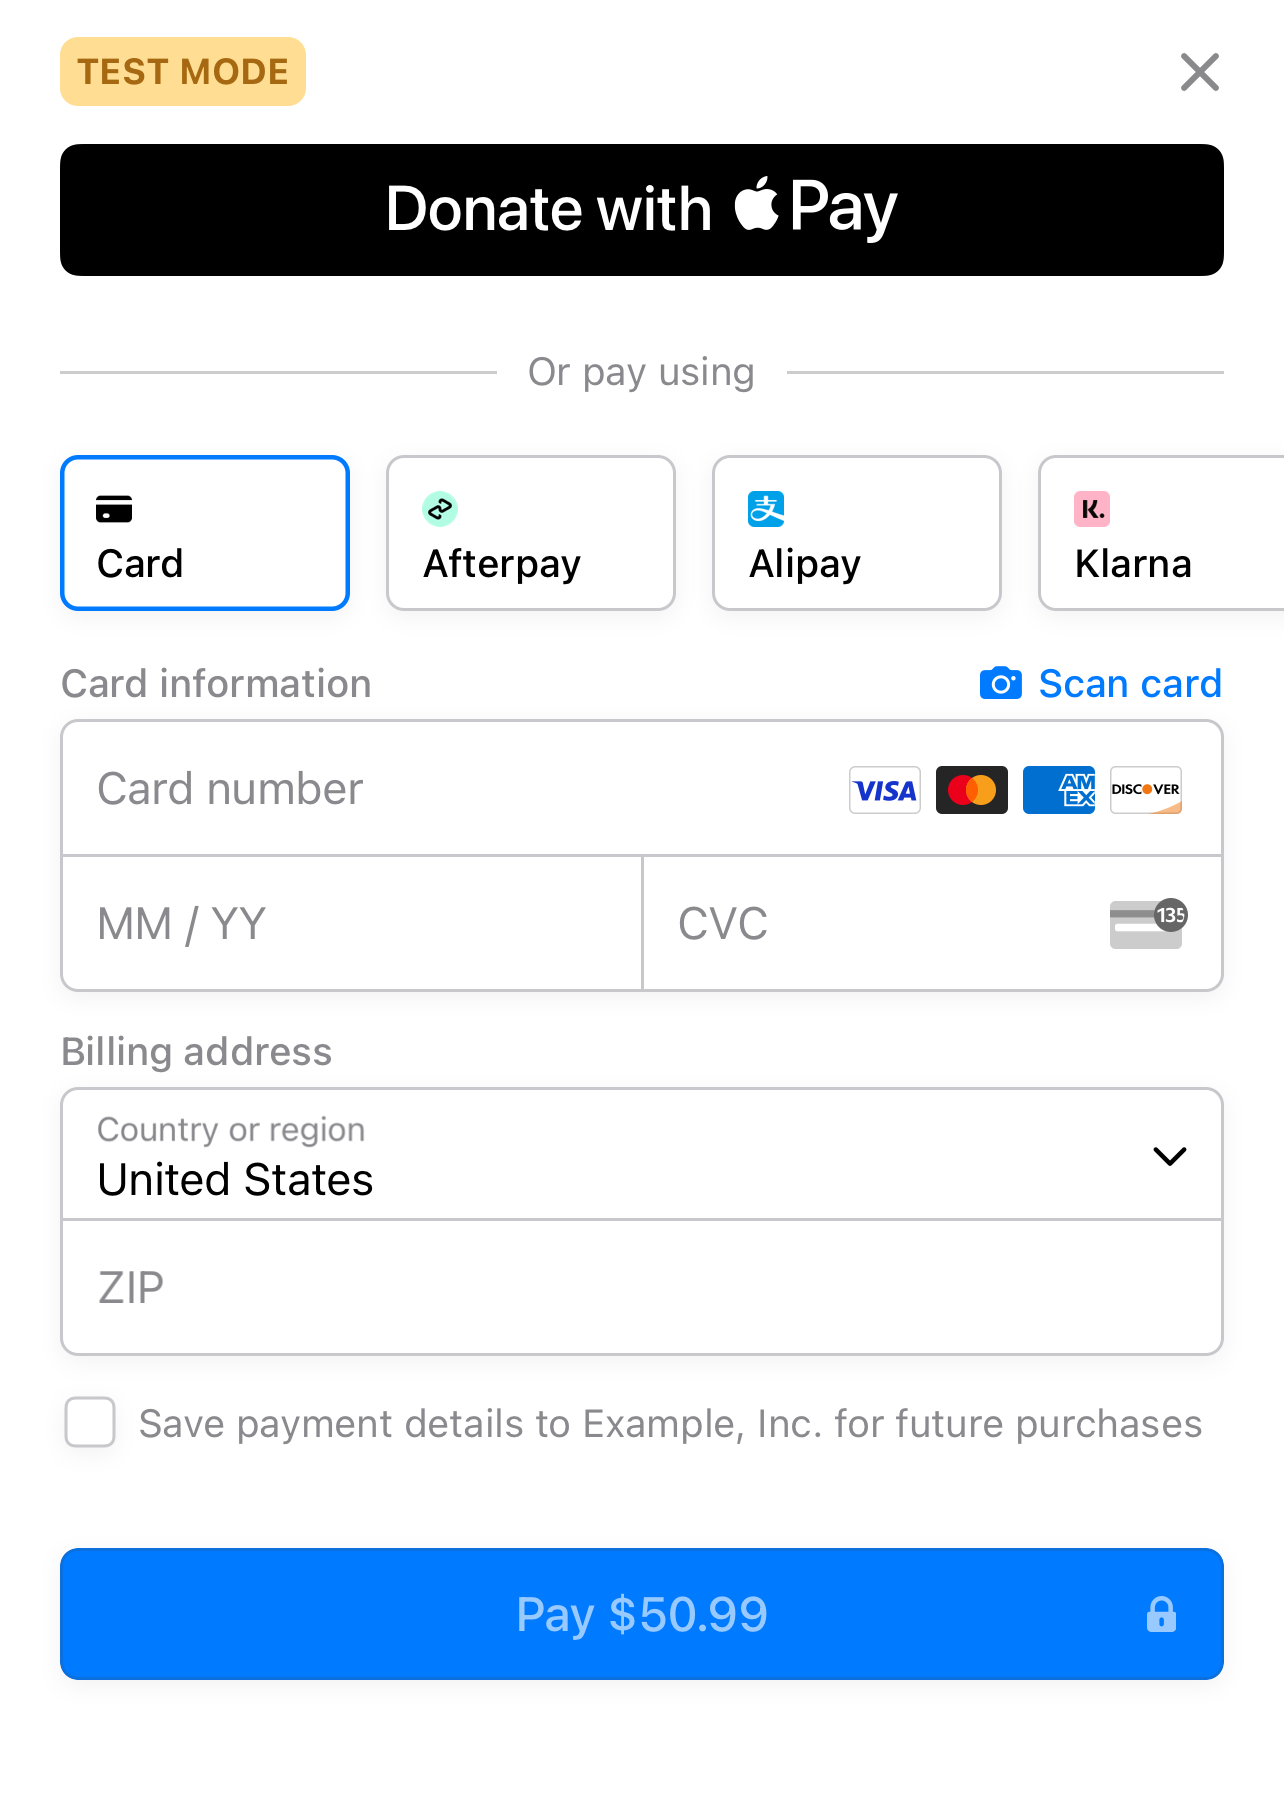 TEST MODE
Donate with Pay
Or pay using
Card
Afterpay
支
Alipay
K.
Klarna
Card information
Scan card
Card number
VISA
AM
EX
DISCOVER
MM / YY
CVC
135
Billing address
Country or region
United States
ZIP
Save payment details to Example, Inc. for future purchases
Pay $50.99